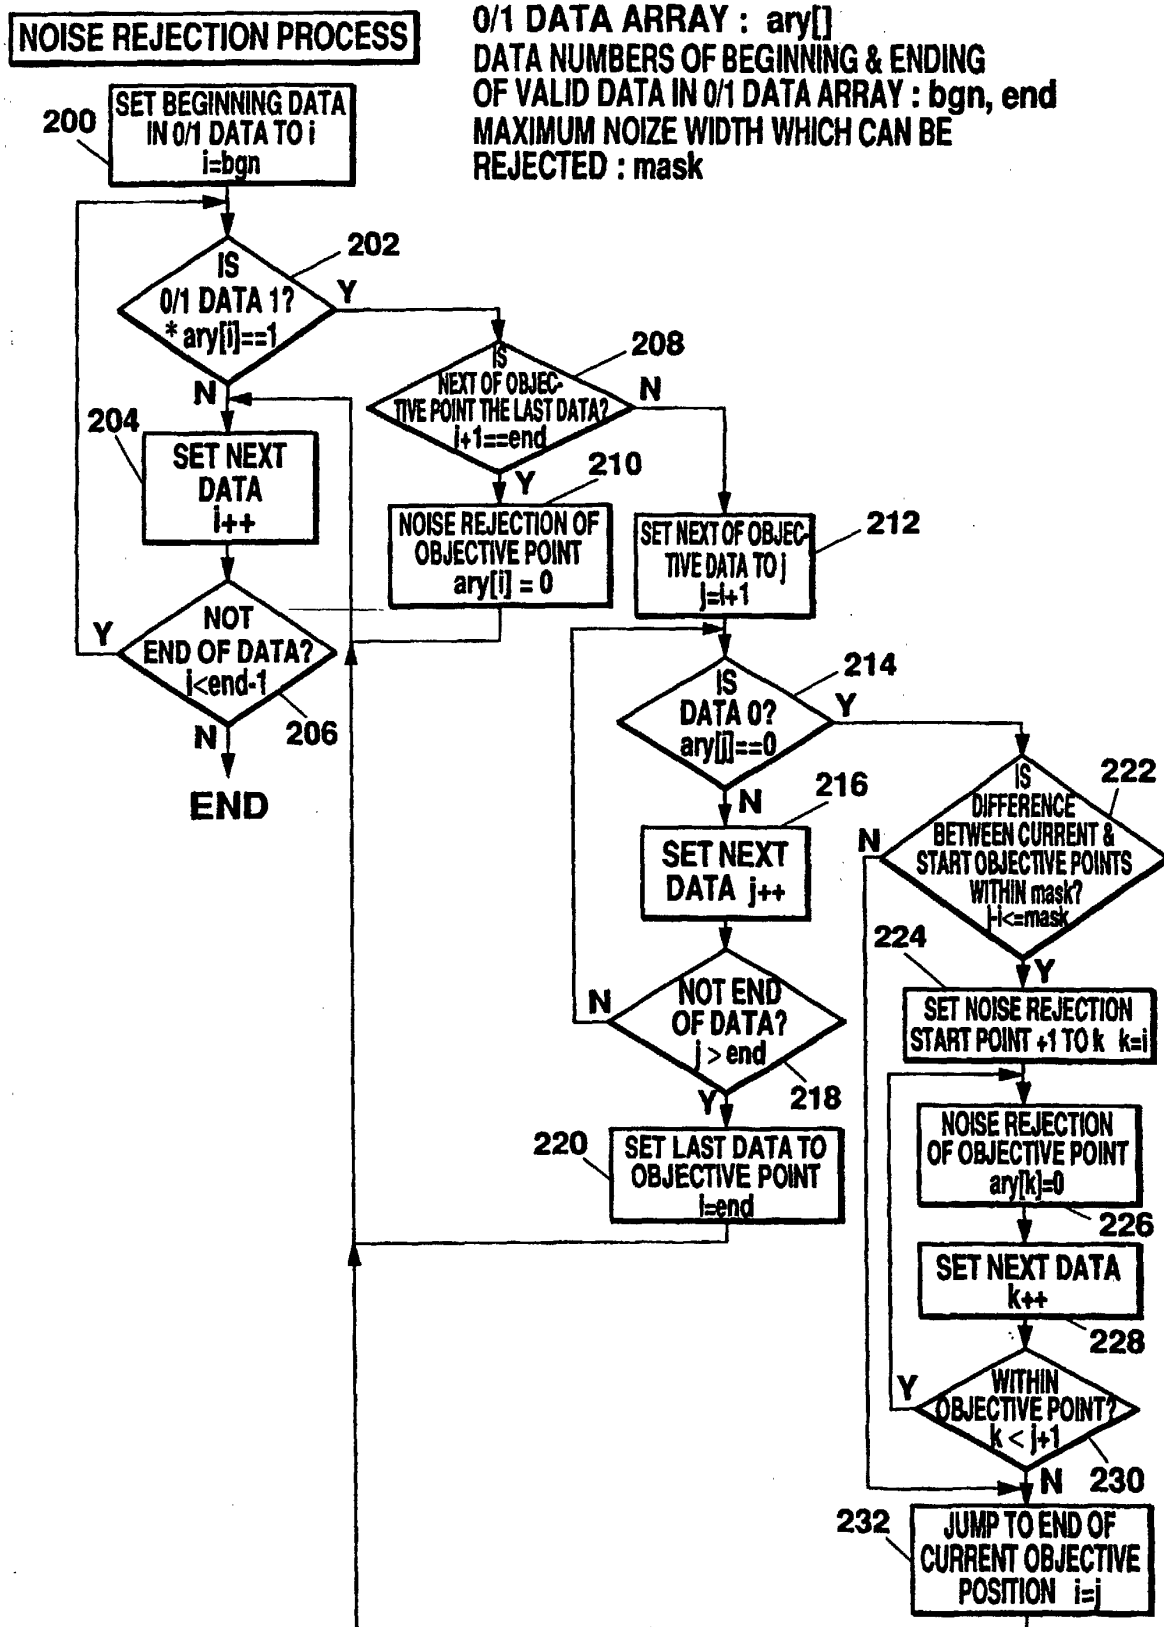 NOISE REJECTION PROCESS
0/1 DATA ARRAY : ary[]
DATA NUMBERS OF BEGINNING & ENDING
OF VALID DATA IN 0/1 DATA ARRAY : bgn, end
MAXIMUM NOIZE WIDTH WHICH CAN BE
REJECTED : mask
200
SET BEGINNING DATA
IN 0/1 DATA TO i
i=bgn
202
IS
0/1 DATA 1?
* ary[i]==1
Y
N
204
SET NEXT
DATA
i++
NOT
END OF DATA?
i<end-1
Y
206
N
END
208
IS
NEXT OF OBJEC-
TIVE POINT THE LAST DATA?
i+1==end
N
Y
210
NOISE REJECTION OF
OBJECTIVE POINT
ary[i] = 0
212
SET NEXT OF OBJEC-
TIVE DATA TO j
j=i+1
214
IS
DATA 0?
ary[j]==0
Y
N
216
SET NEXT
DATA j++
NOT END
OF DATA?
j > end
N
218
Y
220
SET LAST DATA TO
OBJECTIVE POINT
i=end
222
IS
DIFFERENCE
BETWEEN CURRENT &
START OBJECTIVE POINTS
WITHIN mask?
j-i<=mask
N
Y
224
SET NOISE REJECTION
START POINT +1 TO k k=i
NOISE REJECTION
OF OBJECTIVE POINT
ary[k]=0
226
SET NEXT DATA
k++
228
WITHIN
OBJECTIVE POINT?
k < j+1
Y
230
N
232
JUMP TO END OF
CURRENT OBJECTIVE
POSITION i=j